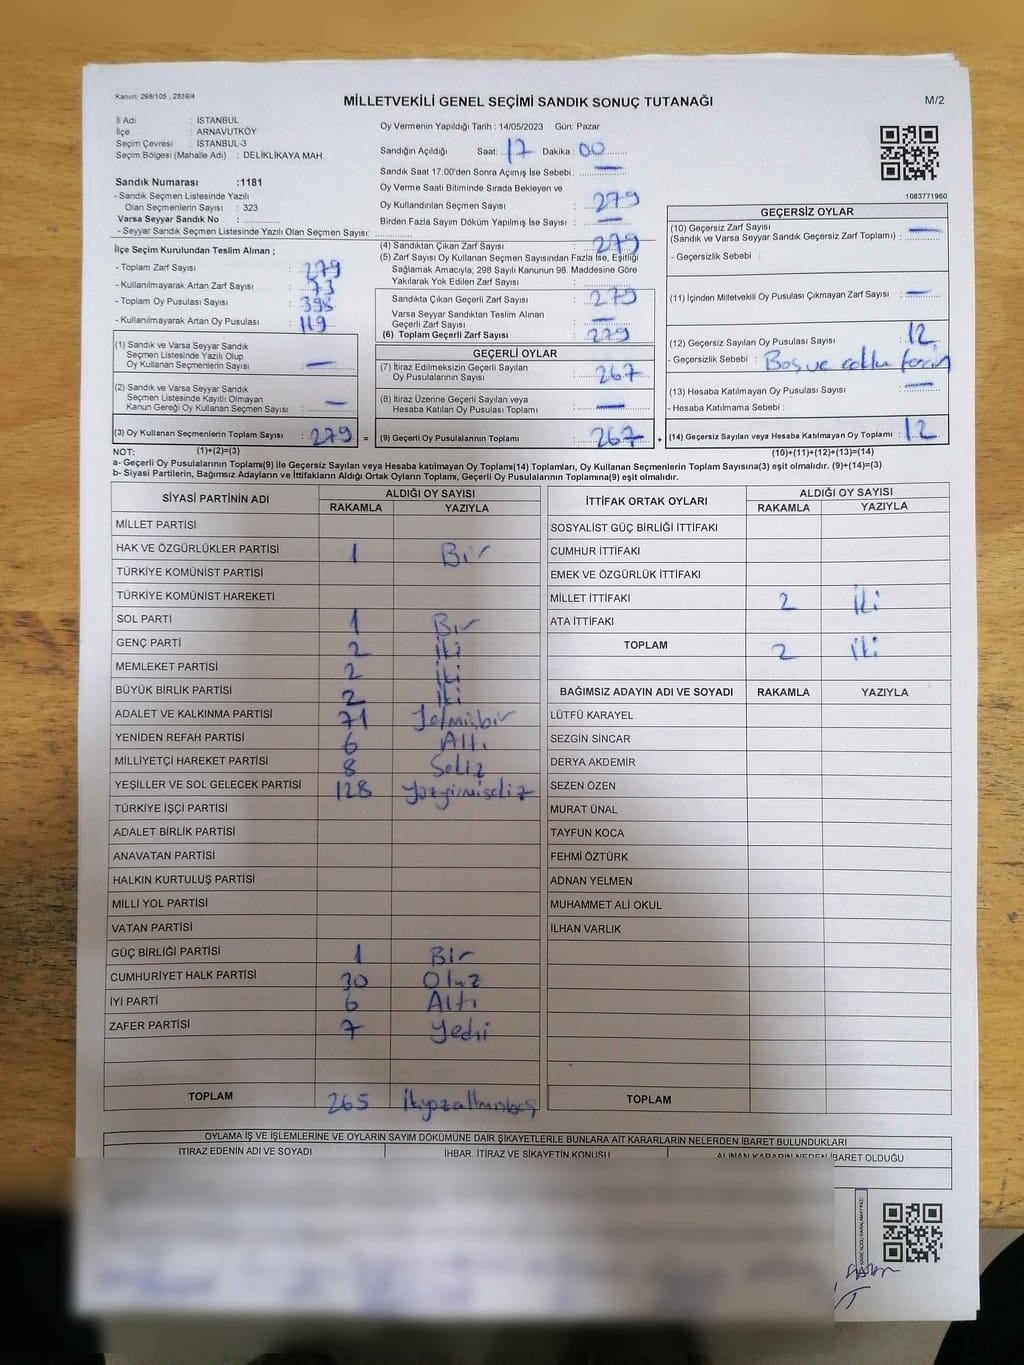 Kanun: 298/105 , 2839/4
MİLLETVEKİLİ GENEL SEÇİMİ SANDIK SONUÇ TUTANAĞI
M/2
İl Adı : İSTANBUL
İlçe : ARNAVUTKÖY
Seçim Çevresi : İSTANBUL-3
Seçim Bölgesi (Mahalle Adı) : DELİKLİKAYA MAH.
Sandık Numarası :1181
- Sandık Seçmen Listesinde Yazılı
Olan Seçmenlerin Sayısı : 323
Varsa Seyyar Sandık No :
- Seyyar Sandık Seçmen Listesinde Yazılı Olan Seçmen Sayısı:
Oy Vermenin Yapıldığı Tarih : 14/05/2023 Gün: Pazar
Sandığın Açıldığı Saat: 17 Dakika : 00
Sandık Saat 17:00'den Sonra Açımış İse Sebebi : —
Oy Verme Saati Bitiminde Sırada Bekleyen ve
Oy Kullandırılan Seçmen Sayısı : 279
Birden Fazla Sayım Döküm Yapılmış İse Sayısı : —
1083771960
İlçe Seçim Kurulundan Teslim Alınan ;
- Toplam Zarf Sayısı : 279
- Kullanılmayarak Artan Zarf Sayısı : 73
- Toplam Oy Pusulası Sayısı : 398
- Kullanılmayarak Artan Oy Pusulası : 119
(4) Sandıktan Çıkan Zarf Sayısı : 279
(5) Zarf Sayısı Oy Kullanan Seçmen Sayısından Fazla İse, Eşitliği
Sağlamak Amacıyla; 298 Sayılı Kanunun 98. Maddesine Göre
Yakılarak Yok Edilen Zarf Sayısı :
Sandıkta Çıkan Geçerli Zarf Sayısı : 279
Varsa Seyyar Sandıktan Teslim Alınan
Geçerli Zarf Sayısı : —
(6) Toplam Geçerli Zarf Sayısı : 279
GEÇERSİZ OYLAR
(10) Geçersiz Zarf Sayısı
(Sandık ve Varsa Seyyar Sandık Geçersiz Zarf Toplamı) : —
- Geçersizlik Sebebi :
(11) İçinden Milletvekili Oy Pusulası Çıkmayan Zarf Sayısı : —
(12) Geçersiz Sayılan Oy Pusulası Sayısı : 12
- Geçersizlik Sebebi : Boş ve çoklu tercih
(13) Hesaba Katılmayan Oy Pusulası Sayısı : —
- Hesaba Katılmama Sebebi :
(14) Geçersiz Sayılan veya Hesaba Katılmayan Oy Toplamı : 12
(1) Sandık ve Varsa Seyyar Sandık
Seçmen Listesinde Yazılı Olup
Oy Kullanan Seçmenlerin Sayısı : —
(2) Sandık ve Varsa Seyyar Sandık
Seçmen Listesinde Kayıtlı Olmayan
Kanun Gereği Oy Kullanan Seçmen Sayısı : —
(3) Oy Kullanan Seçmenlerin Toplam Sayısı : 279 =
GEÇERLİ OYLAR
(7) İtiraz Edilmeksizin Geçerli Sayılan
Oy Pusulalarının Sayısı : 267
(8) İtiraz Üzerine Geçerli Sayılan veya
Hesaba Katılan Oy Pusulası Toplamı : —
(9) Geçerli Oy Pusulalarının Toplamı : 267 +
NOT: (1)+(2)=(3) (10)+(11)+(12)+(13)=(14)
a- Geçerli Oy Pusulalarının Toplamı(9) ile Geçersiz Sayılan veya Hesaba katılmayan Oy Toplam(14) Toplamları, Oy Kullanan Seçmenlerin Toplam Sayısına(3) eşit olmalıdır. (9)+(14)=(3)
b- Siyasi Partilerin, Bağımsız Adayların ve İttifakların Aldığı Ortak Oyların Toplamı, Geçerli Oy Pusulalarının Toplamına(9) eşit olmalıdır.
SİYASİ PARTİNİN ADI ALDIĞI OY SAYISI
RAKAMLA YAZIYLA
MİLLET PARTİSİ
HAK VE ÖZGÜRLÜKLER PARTİSİ 1 Bir
TÜRKİYE KOMÜNİST PARTİSİ
TÜRKİYE KOMÜNİST HAREKETİ
SOL PARTİ 1 Bir
GENÇ PARTİ 2 İki
MEMLEKET PARTİSİ 2 İki
BÜYÜK BİRLİK PARTİSİ 2 İki
ADALET VE KALKINMA PARTİSİ 71 Yetmişbir
YENİDEN REFAH PARTİSİ 6 Altı
MİLLİYETÇİ HAREKET PARTİSİ 8 Sekiz
YEŞİLLER VE SOL GELECEK PARTİSİ 128 Yüzyirmisekiz
TÜRKİYE İŞÇİ PARTİSİ
ADALET BİRLİK PARTİSİ
ANAVATAN PARTİSİ
HALKIN KURTULUŞ PARTİSİ
MİLLİ YOL PARTİSİ
VATAN PARTİSİ
GÜÇ BİRLİĞİ PARTİSİ 1 Bir
CUMHURİYET HALK PARTİSİ 30 Otuz
İYİ PARTİ 6 Altı
ZAFER PARTİSİ 7 Yedi
TOPLAM 265 İkiyüzaltmışbeş
İTTİFAK ORTAK OYLARI ALDIĞI OY SAYISI
RAKAMLA YAZIYLA
SOSYALİST GÜÇ BİRLİĞİ İTTİFAKI
CUMHUR İTTİFAKI
EMEK VE ÖZGÜRLÜK İTTİFAKI
MİLLET İTTİFAKI 2 İki
ATA İTTİFAKI
TOPLAM 2 İki
BAĞIMSIZ ADAYIN ADI VE SOYADI RAKAMLA YAZIYLA
LÜTFÜ KARAYEL
SEZGİN SİNCAR
DERYA AKDEMİR
SEZEN ÖZEN
MURAT ÜNAL
TAYFUN KOCA
FEHMİ ÖZTÜRK
ADNAN YELMEN
MUHAMMET ALİ OKUL
İLHAN VARLIK
TOPLAM
OYLAMA İŞ VE İŞLEMLERİNE VE OYLARIN SAYIM DÖKÜMÜNE DAİR ŞİKAYETLERLE BUNLARA AİT KARARLARIN NELERDEN İBARET BULUNDUKLARI
İTİRAZ EDENİN ADI VE SOYADI İHBAR, İTİRAZ VE ŞİKAYETİN KONUSU ALINAN KARARIN NEDEN İBARET OLDUĞU